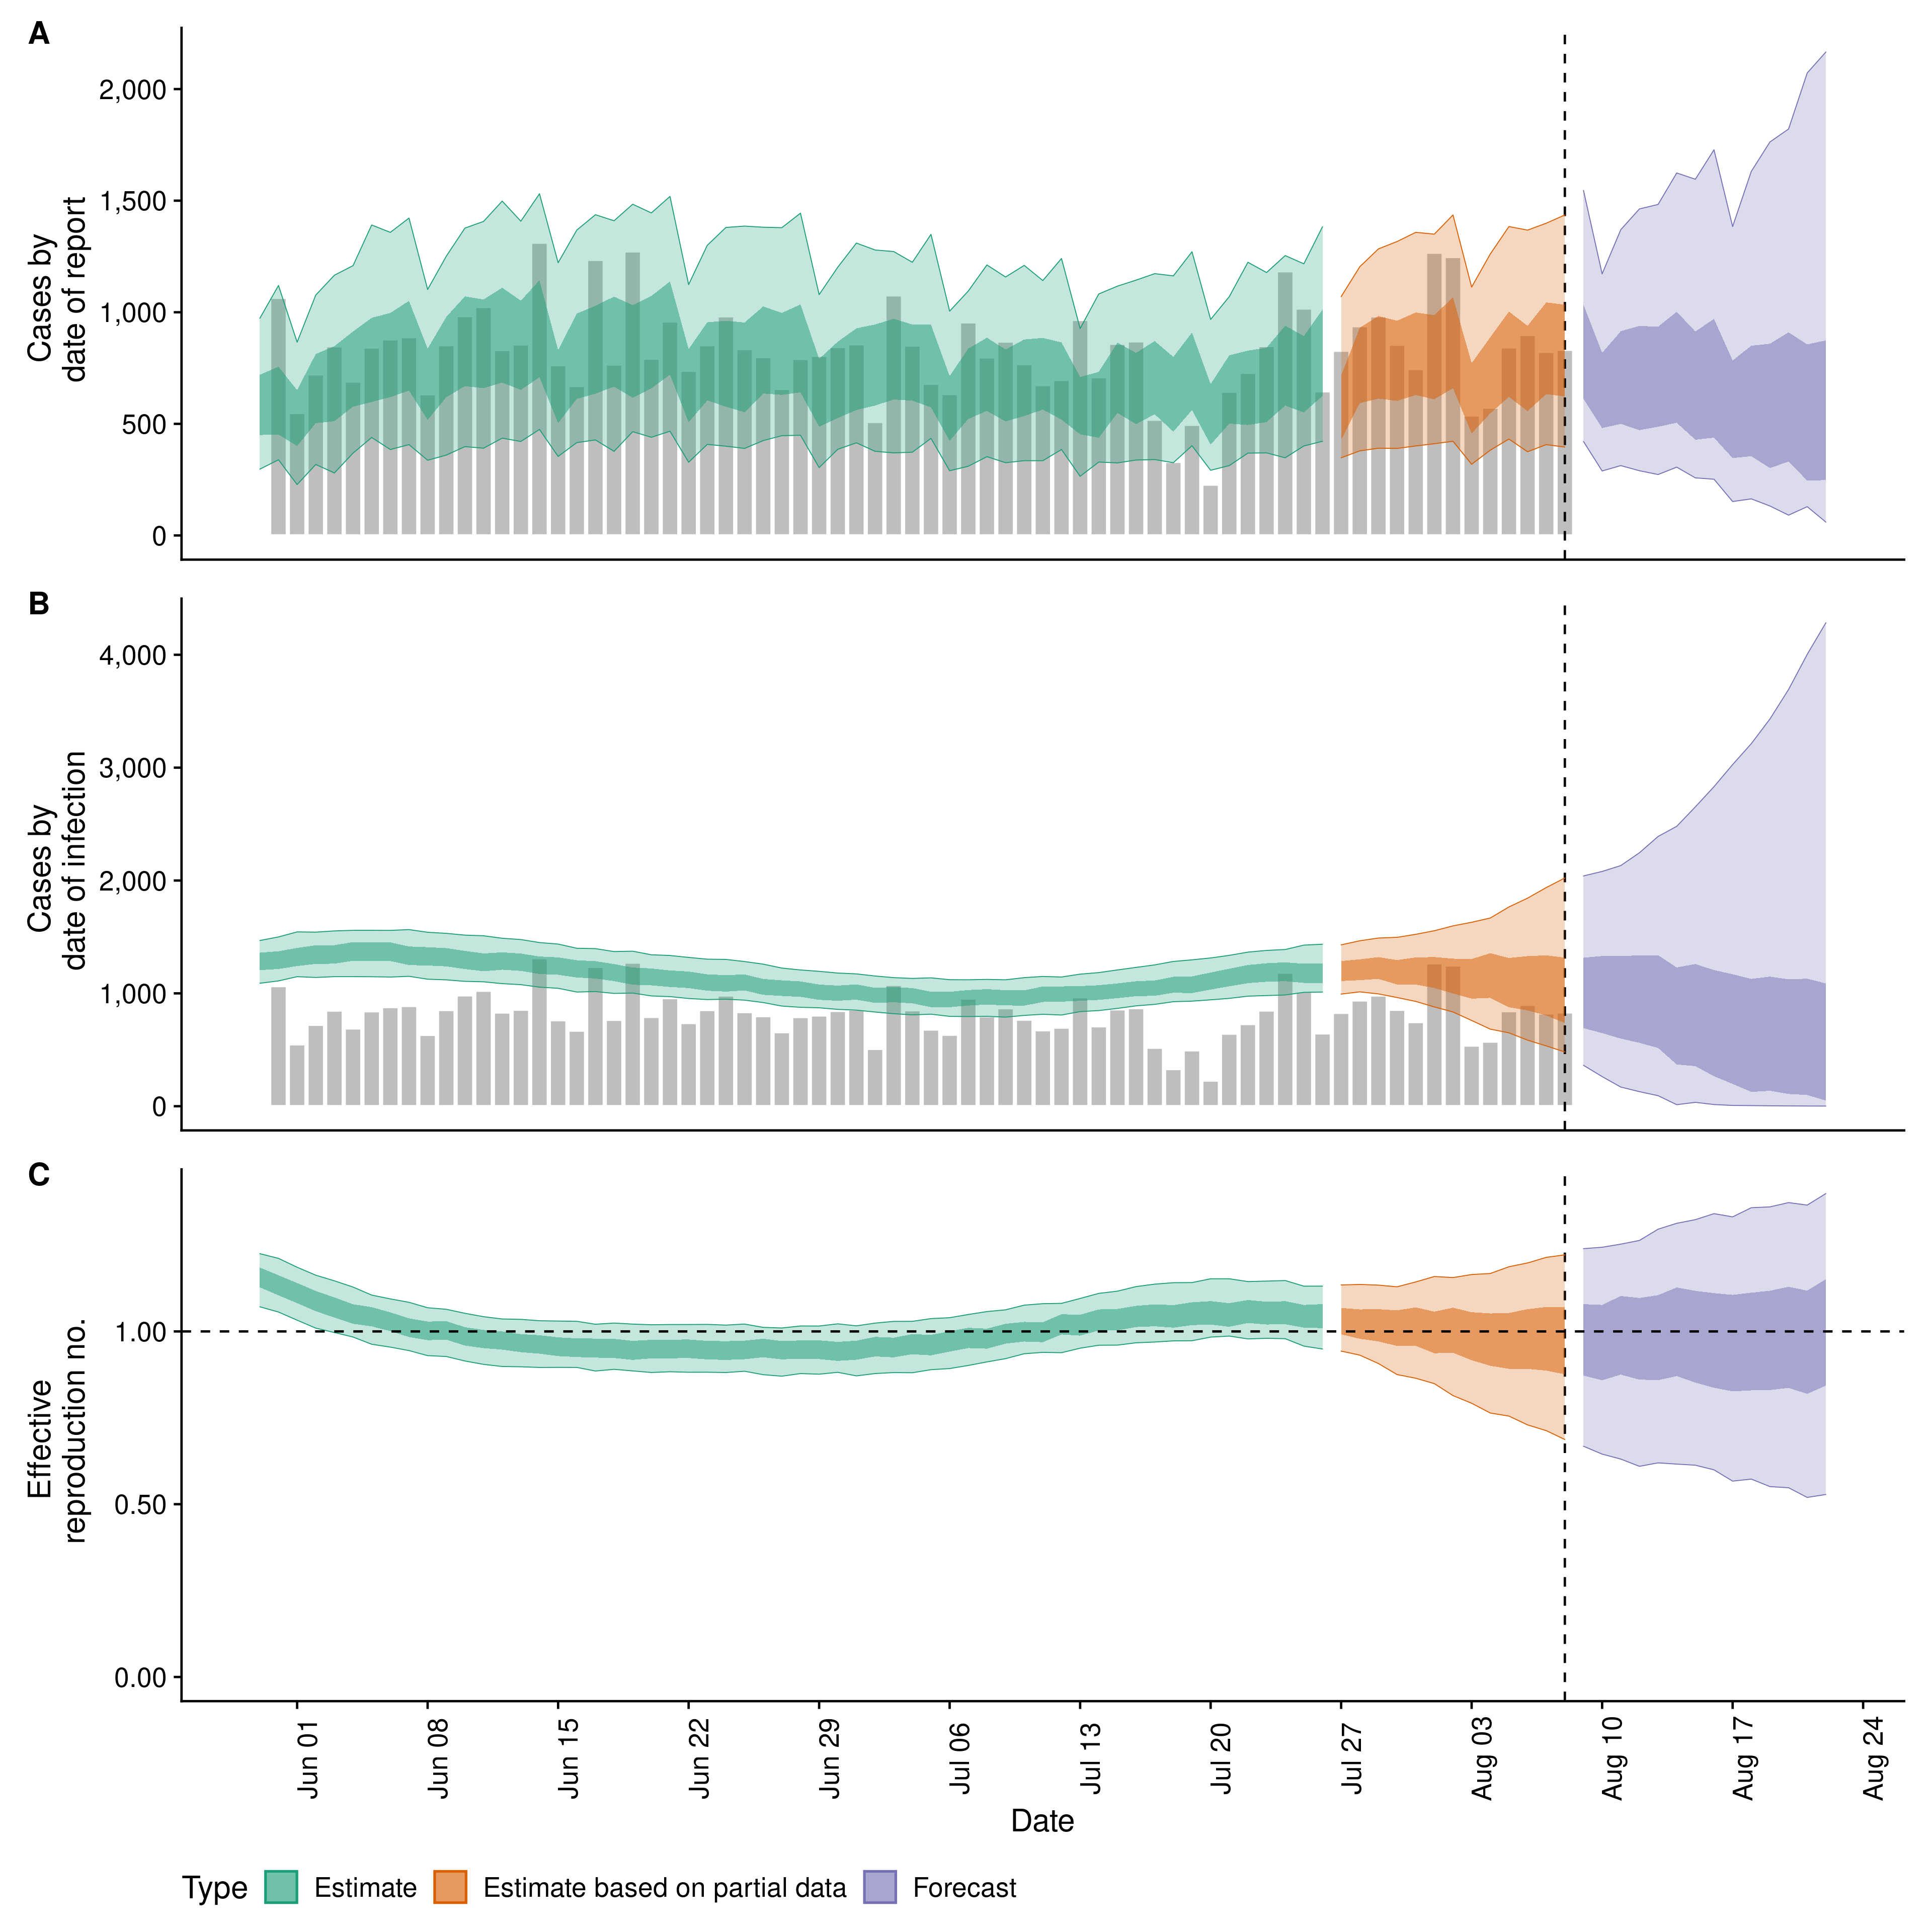 A
Cases by
date of report
2,000
1,500
1,000
500
0
B
Cases by
date of infection
4,000
3,000
2,000
1,000
0
C
Effective
reproduction no.
1.00
0.50
0.00
Jun 01
Jun 08
Jun 15
Jun 22
Jun 29
Jul 06
Jul 13
Jul 20
Jul 27
Aug 03
Aug 10
Aug 17
Aug 24
Date
Type Estimate Estimate based on partial data Forecast